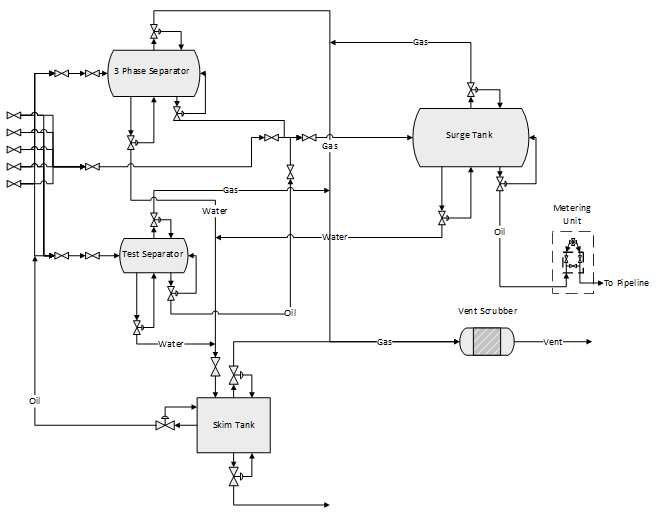 Gas
3 Phase Separator
Surge Tank
Gas
Gas
Water
Metering
Unit
Oil
Water
Test Separator
To Pipeline
Oil
Vent Scrubber
Water
Gas
Vent
Oil
Skim Tank